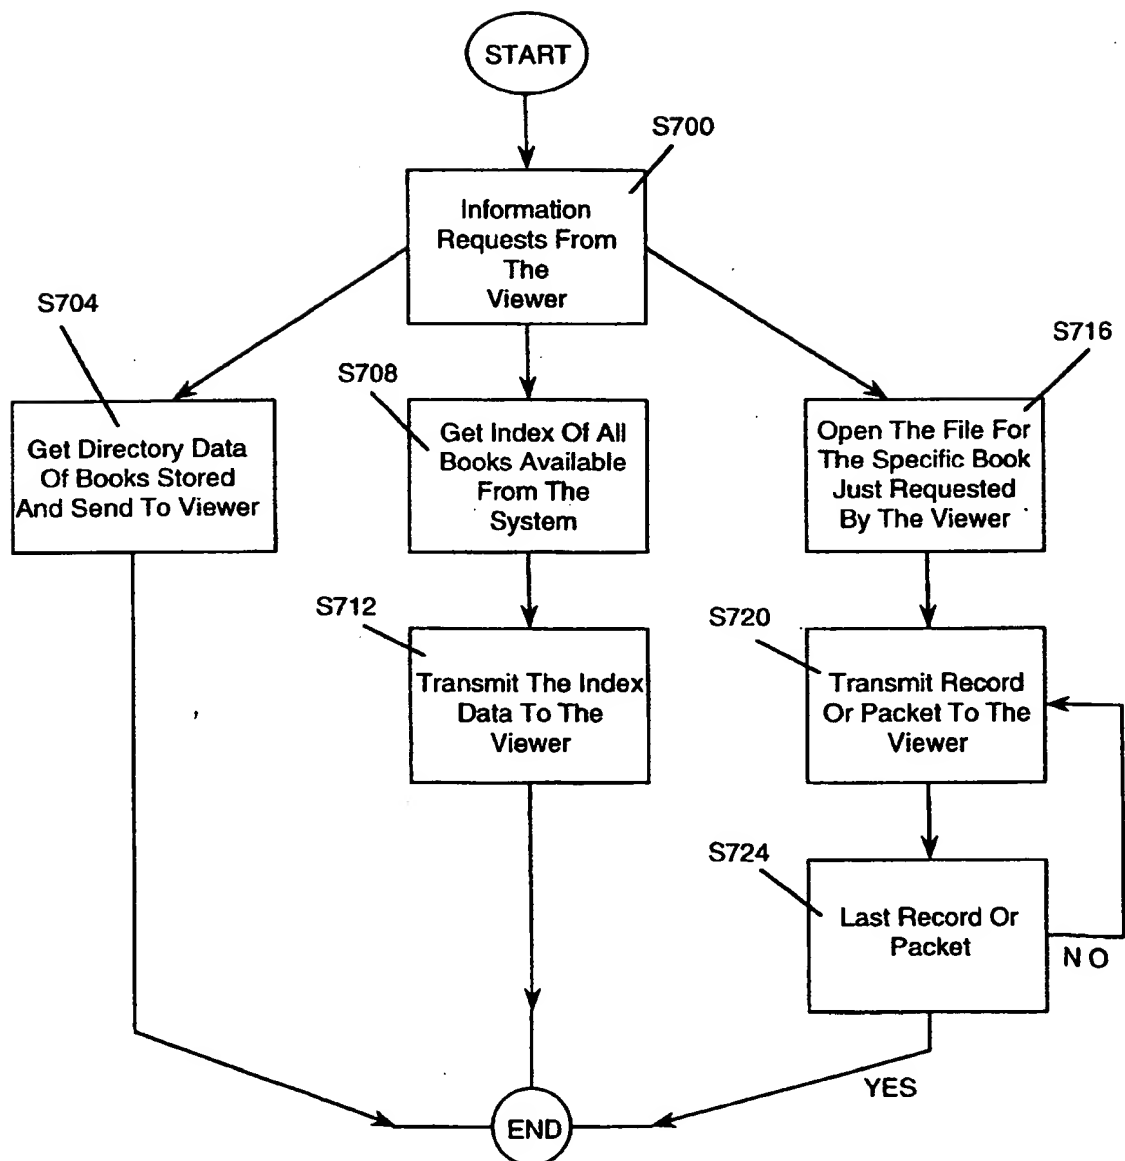 START
S700
Information
Requests From
The
Viewer
S704
Get Directory Data
Of Books Stored
And Send To Viewer
S708
Get Index Of All
Books Available
From The
System
S716
Open The File For
The Specific Book
Just Requested
By The Viewer
S712
Transmit The Index
Data To The
Viewer
S720
Transmit Record
Or Packet To The
Viewer
S724
Last Record Or
Packet
NO
YES
END